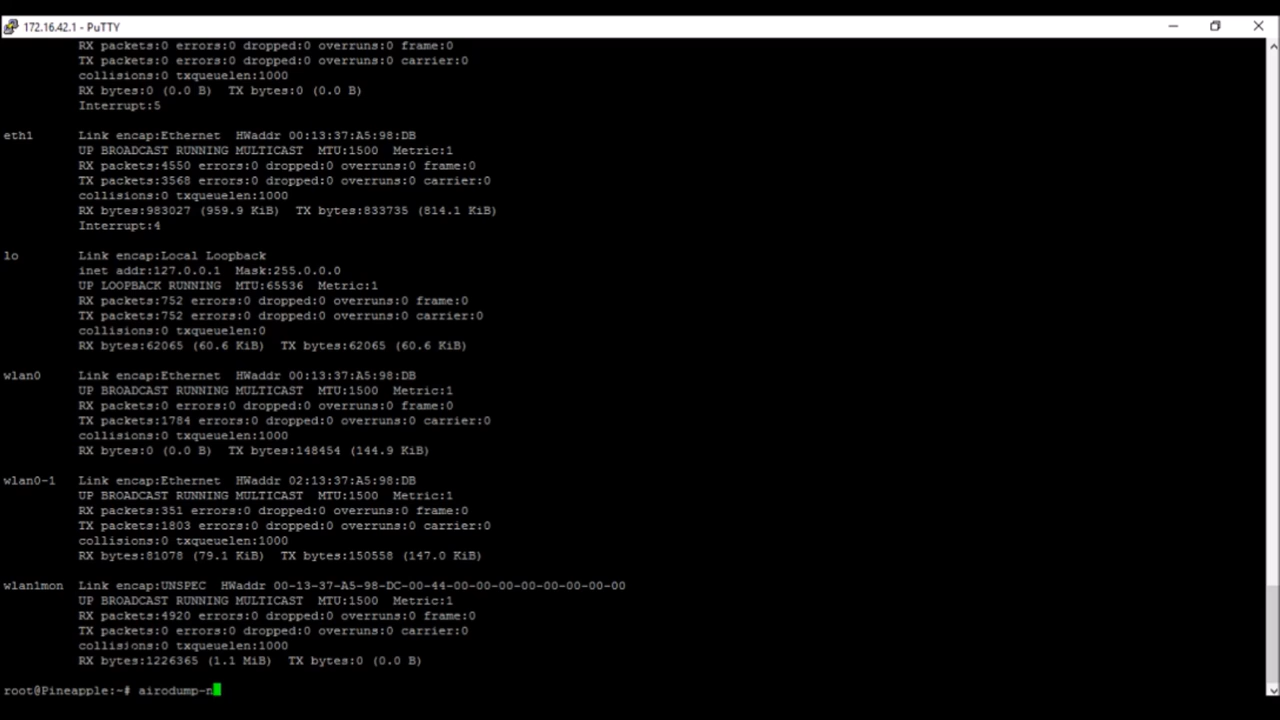 172.16.42.1 - PuTTY
RX packets:0 errors:0 dropped:0 overruns:0 frame:0
TX packets:0 errors:0 dropped:0 overruns:0 carrier:0
collisions:0 txqueuelen:1000
RX bytes:0 (0.0 B)  TX bytes:0 (0.0 B)
Interrupt:5
eth1 Link encap:Ethernet  HWaddr 00:13:37:A5:98:DB
UP BROADCAST RUNNING MULTICAST  MTU:1500  Metric:1
RX packets:4550 errors:0 dropped:0 overruns:0 frame:0
TX packets:3568 errors:0 dropped:0 overruns:0 carrier:0
collisions:0 txqueuelen:1000
RX bytes:983027 (959.9 KiB)  TX bytes:833735 (814.1 KiB)
Interrupt:4
lo Link encap:Local Loopback
inet addr:127.0.0.1  Mask:255.0.0.0
UP LOOPBACK RUNNING  MTU:65536  Metric:1
RX packets:752 errors:0 dropped:0 overruns:0 frame:0
TX packets:752 errors:0 dropped:0 overruns:0 carrier:0
collisions:0 txqueuelen:0
RX bytes:62065 (60.6 KiB)  TX bytes:62065 (60.6 KiB)
wlan0 Link encap:Ethernet  HWaddr 00:13:37:A5:98:DB
UP BROADCAST RUNNING MULTICAST  MTU:1500  Metric:1
RX packets:0 errors:0 dropped:0 overruns:0 frame:0
TX packets:1784 errors:0 dropped:0 overruns:0 carrier:0
collisions:0 txqueuelen:1000
RX bytes:0 (0.0 B)  TX bytes:148454 (144.9 KiB)
wlan0-1 Link encap:Ethernet  HWaddr 02:13:37:A5:98:DB
UP BROADCAST RUNNING MULTICAST  MTU:1500  Metric:1
RX packets:351 errors:0 dropped:0 overruns:0 frame:0
TX packets:1803 errors:0 dropped:0 overruns:0 carrier:0
collisions:0 txqueuelen:1000
RX bytes:81078 (79.1 KiB)  TX bytes:150558 (147.0 KiB)
wlan1mon Link encap:UNSPEC  HWaddr 00-13-37-A5-98-DC-00-44-00-00-00-00-00-00-00-00
UP BROADCAST RUNNING MULTICAST  MTU:1500  Metric:1
RX packets:4920 errors:0 dropped:0 overruns:0 frame:0
TX packets:0 errors:0 dropped:0 overruns:0 carrier:0
collisions:0 txqueuelen:1000
RX bytes:1226365 (1.1 MiB)  TX bytes:0 (0.0 B)
root@Pineapple:~# airodump-n